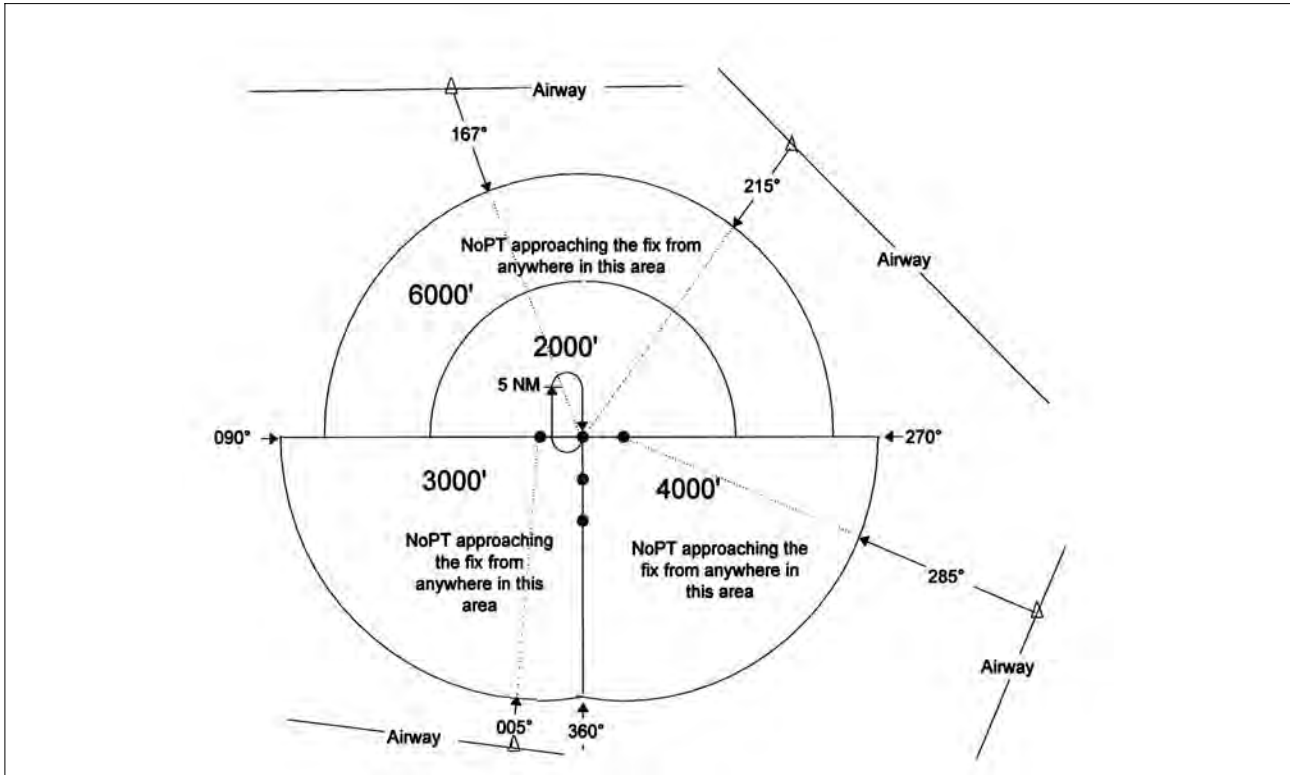 Airway
167°
215°
Airway
NoPT approaching the fix from
anywhere in this area
6000'
2000'
5 NM
090°
270°
3000'
4000'
NoPT approaching
the fix from
anywhere in this
area
NoPT approaching the
fix from anywhere in
this area
285°
Airway
005°
360°
Airway